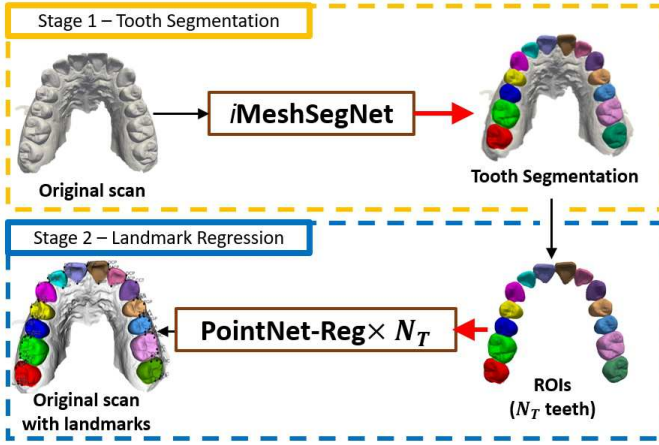 Stage 1 – Tooth Segmentation
iMeshSegNet
Original scan
Tooth Segmentation
Stage 2 – Landmark Regression
PointNet-Reg× N_T
Original scan
with landmarks
ROIs
(N_T teeth)